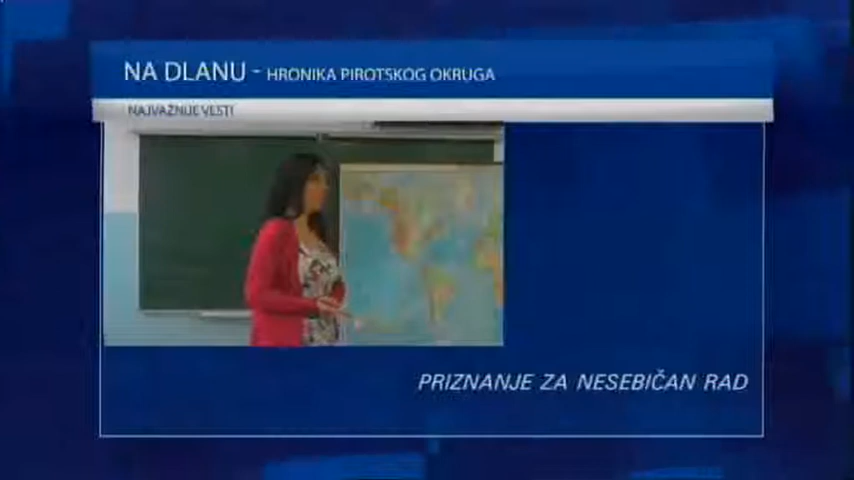 NA DLANU - HRONIKA PIROTSKOG OKRUGA
NAJVAŽNIJE VESTI
PRIZNANJE ZA NESEBIČAN RAD